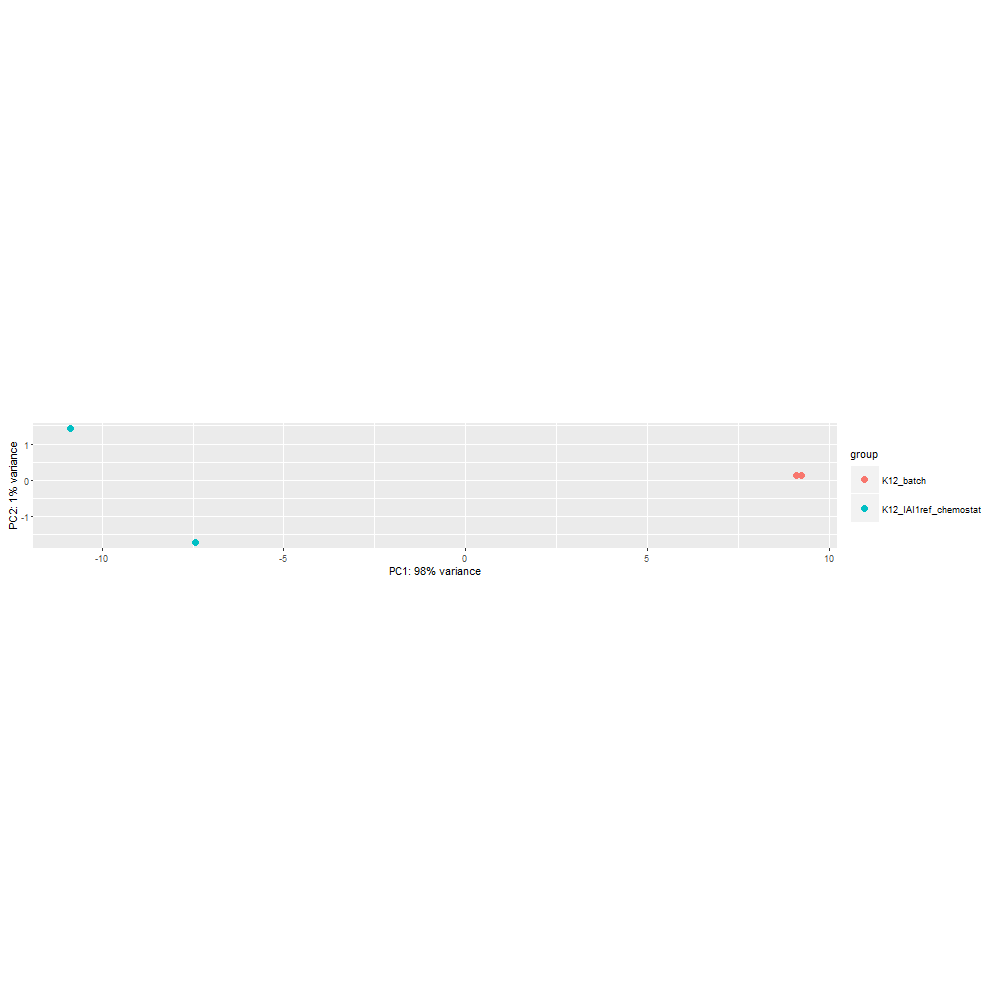 PC2: 1% variance
1
0
-1
-10
-5
0
5
10
PC1: 98% variance
group
K12_batch
K12_IAI1ref_chemostat